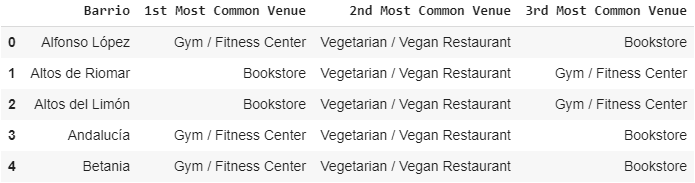 Barrio 1st Most Common Venue 2nd Most Common Venue 3rd Most Common Venue
0 Alfonso López Gym / Fitness Center Vegetarian / Vegan Restaurant Bookstore
1 Altos de Riomar Bookstore Vegetarian / Vegan Restaurant Gym / Fitness Center
2 Altos del Limón Bookstore Vegetarian / Vegan Restaurant Gym / Fitness Center
3 Andalucía Gym / Fitness Center Vegetarian / Vegan Restaurant Bookstore
4 Betania Gym / Fitness Center Vegetarian / Vegan Restaurant Bookstore